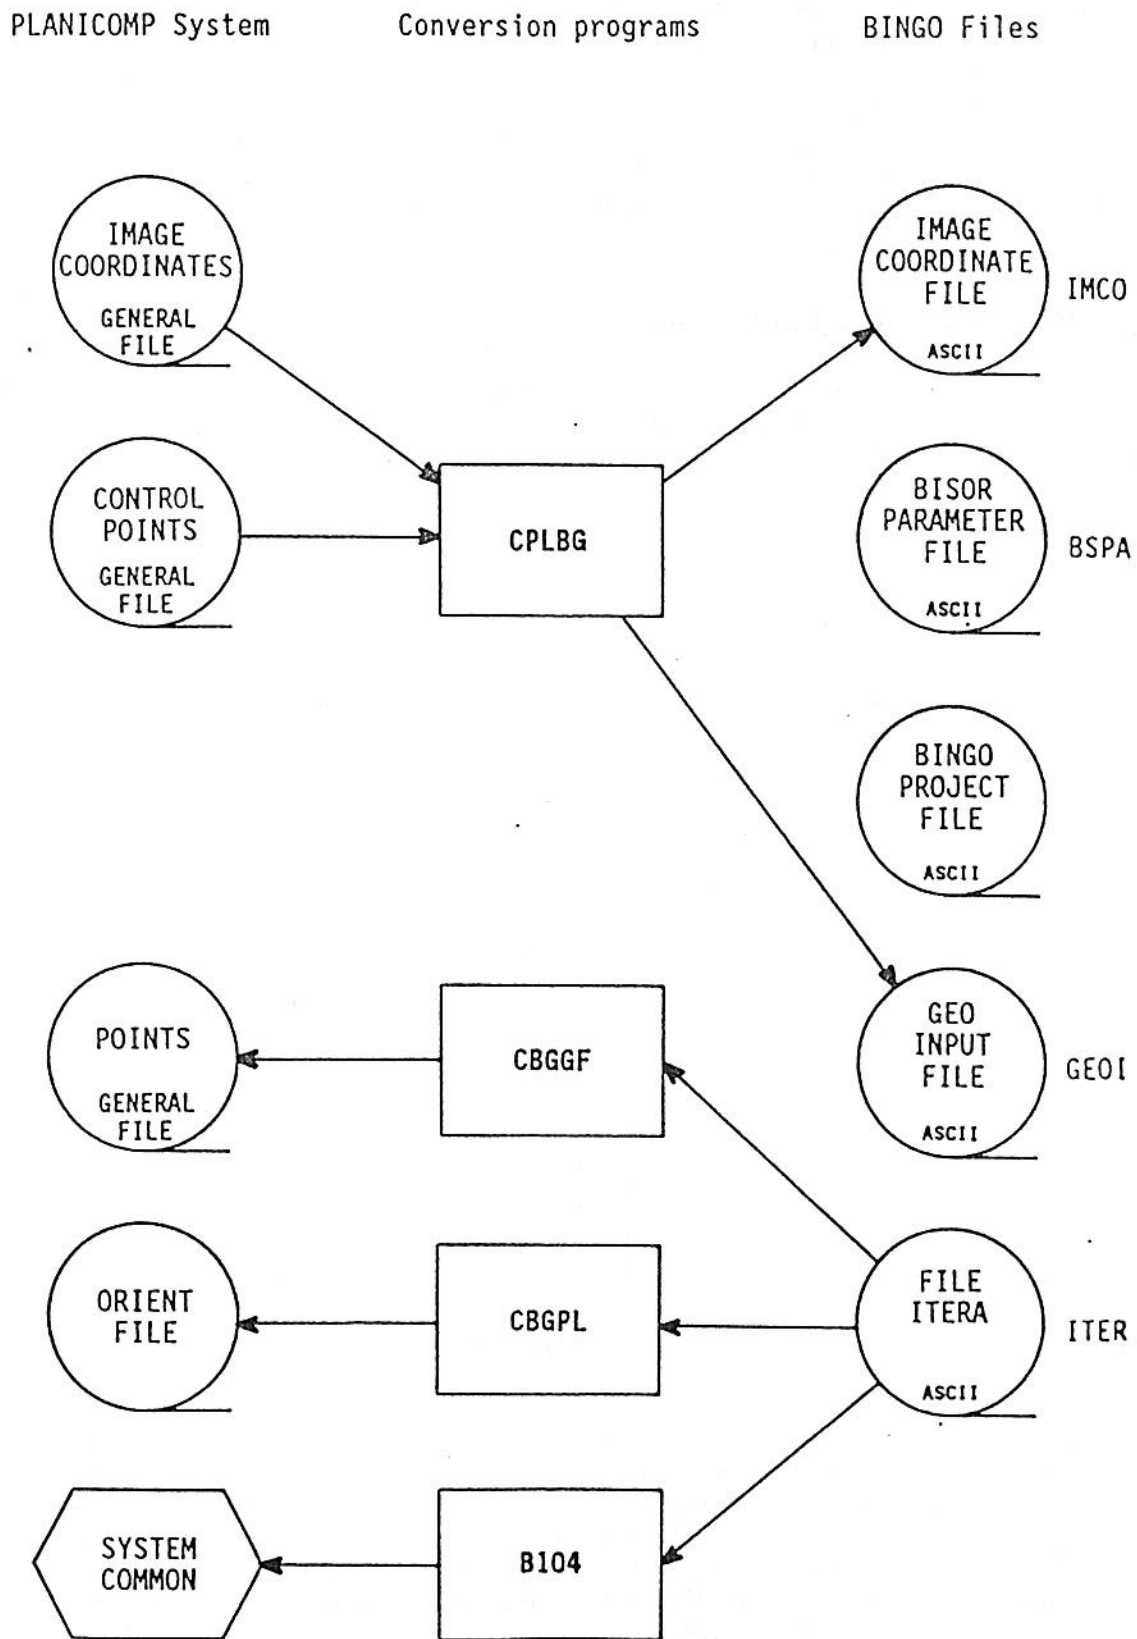 PLANICOMP System
Conversion programs
BINGO Files
IMAGE
COORDINATES
GENERAL
FILE
IMAGE
COORDINATE
FILE
ASCII
IMCO
CONTROL
POINTS
GENERAL
FILE
CPLBG
BISOR
PARAMETER
FILE
ASCII
BSPA
BINGO
PROJECT
FILE
ASCII
POINTS
GENERAL
FILE
CBGGF
GEO
INPUT
FILE
ASCII
GEOI
ORIENT
FILE
CBGPL
FILE
ITERA
ASCII
ITER
SYSTEM
COMMON
B104